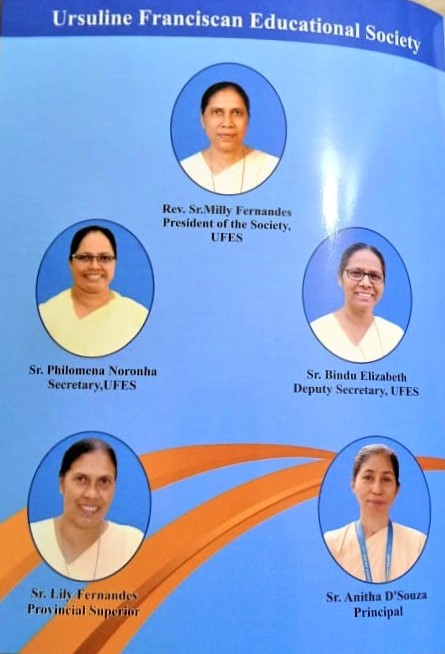 Ursuline Franciscan Educational Society
Rev. Sr.Milly Fernandes
President of the Society,
UFES
Sr. Philomena Noronha
Secretary,UFES
Sr. Bindu Elizabeth
Deputy Secretary, UFES
Sr. Lily Fernandes
Provincial Superior
Sr. Anitha D'Souza
Principal